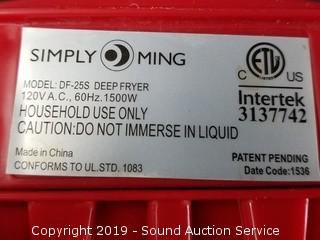 SIMPLY MING
MODEL: DF-25S DEEP FRYER
120V A.C., 60Hz. 1500W
HOUSEHOLD USE ONLY
CAUTION:DO NOT IMMERSE IN LIQUID
Made in China
CONFORMS TO UL.STD. 1083
C ETL US
Intertek
3137742
PATENT PENDING
Date Code:1536
Copyright 2019 - Sound Auction Service